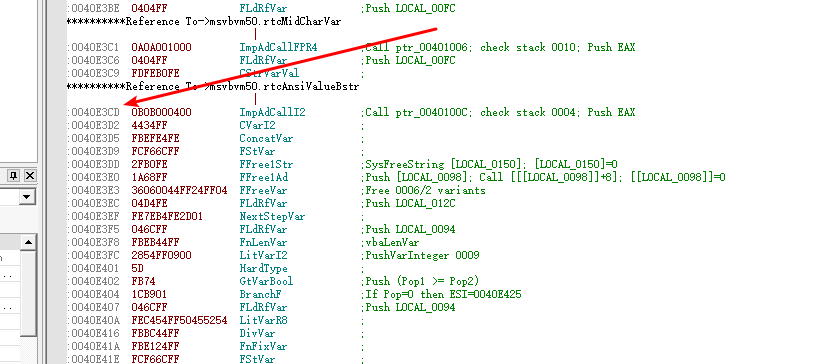 :0040E3BE 0404FF FLdRfVar ;Push LOCAL_00FC
**********Reference To->msvbvm50.rtcMidCharVar
|
:0040E3C1 0A0A001000 ImpAdCallFPR4 ;Call ptr_00401006; check stack 0010; Push EAX
:0040E3C6 0404FF FLdRfVar ;Push LOCAL_00FC
:0040E3C9 FDFEB0FE CStrVarVal ;
**********Reference To->msvbvm50.rtcAnsiValueBstr
|
:0040E3CD 0B0B000400 ImpAdCallI2 ;Call ptr_0040100C; check stack 0004; Push EAX
:0040E3D2 4434FF CVarI2 ;
:0040E3D5 FBEFE4FE ConcatVar ;
:0040E3D9 FCF66CFF FStVar ;
:0040E3DD 2FB0FE FFree1Str ;SysFreeString [LOCAL_0150]; [LOCAL_0150]=0
:0040E3E0 1A68FF FFree1Ad ;Push [LOCAL_0098]; Call [[[LOCAL_0098]]+8]; [[LOCAL_0098]]=0
:0040E3E3 36060044FF24FF04 FFreeVar ;Free 0006/2 variants
:0040E3EC 04D4FE FLdRfVar ;Push LOCAL_012C
:0040E3EF FE7EB4FE2D01 NextStepVar ;
:0040E3F5 046CFF FLdRfVar ;Push LOCAL_0094
:0040E3F8 FBEB44FF FnLenVar ;vbaLenVar
:0040E3FC 2854FF0900 LitVarI2 ;PushVarInteger 0009
:0040E401 5D HardType ;
:0040E402 FB74 GtVarBool ;Push (Pop1 >= Pop2)
:0040E404 1CB901 BranchF ;If Pop=0 then ESI=0040E425
:0040E407 046CFF FLdRfVar ;Push LOCAL_0094
:0040E40A FEC454FF50455254 LitVarR8 ;
:0040E416 FBBC44FF DivVar ;
:0040E41A FBE124FF FnFixVar ;
:0040E41E FCF66CFF FStVar ;